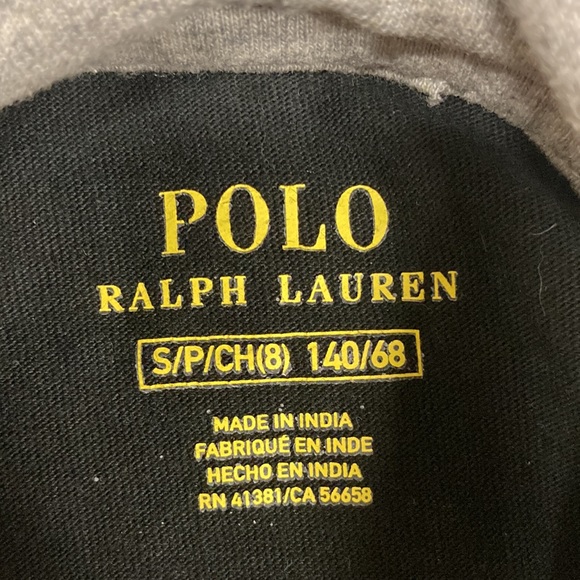 POLO
RALPH LAUREN
S/P/CH(8) 140/68
MADE IN INDIA
FABRIQUÉ EN INDE
HECHO EN INDIA
RN 41381/CA 56658